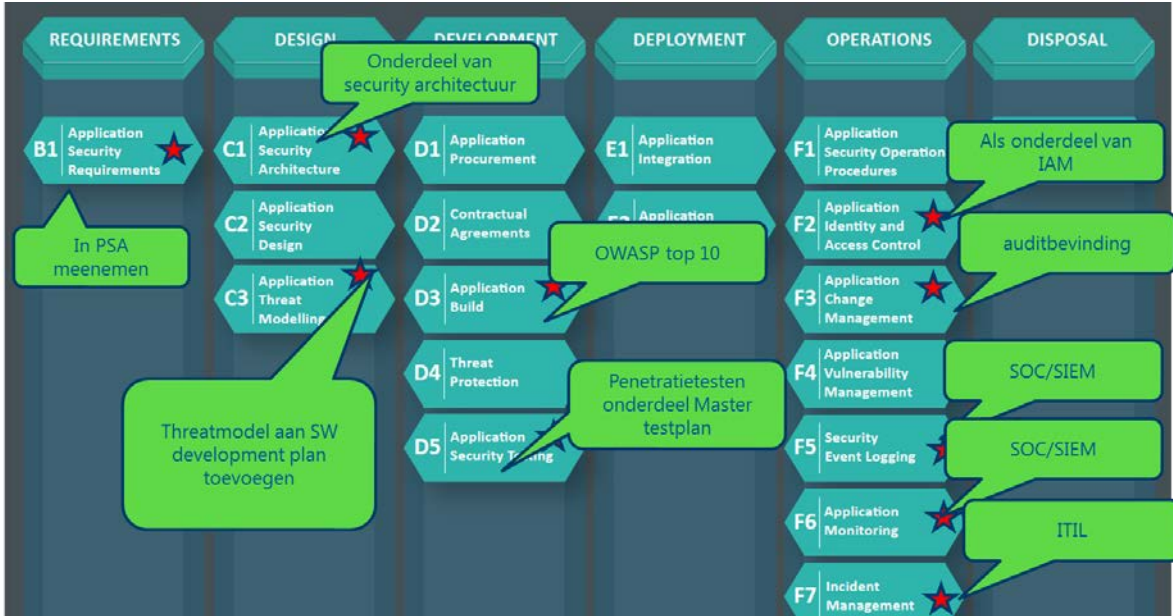 REQUIREMENTS
DESIGN
DEVELOPMENT
DEPLOYMENT
OPERATIONS
DISPOSAL
Onderdeel van
security architectuur
B1
Application
Security
Requirements
In PSA
meenemen
C1
Application
Security
Architecture
C2
Application
Security
Design
C3
Application
Threat
Modelling
Threatmodel aan SW
development plan
toevoegen
D1
Application
Procurement
D2
Contractual
Agreements
D3
Application
Build
OWASP top 10
D4
Threat
Protection
D5
Application
Security Testing
Penetratietesten
onderdeel Master
testplan
E1
Application
Integration
Application
F1
Application
Security Operation
Procedures
F2
Application
Identity and
Access Control
Als onderdeel van
IAM
F3
Application
Change
Management
auditbevinding
F4
Application
Vulnerability
Management
SOC/SIEM
F5
Security
Event Logging
SOC/SIEM
F6
Application
Monitoring
F7
Incident
Management
ITIL